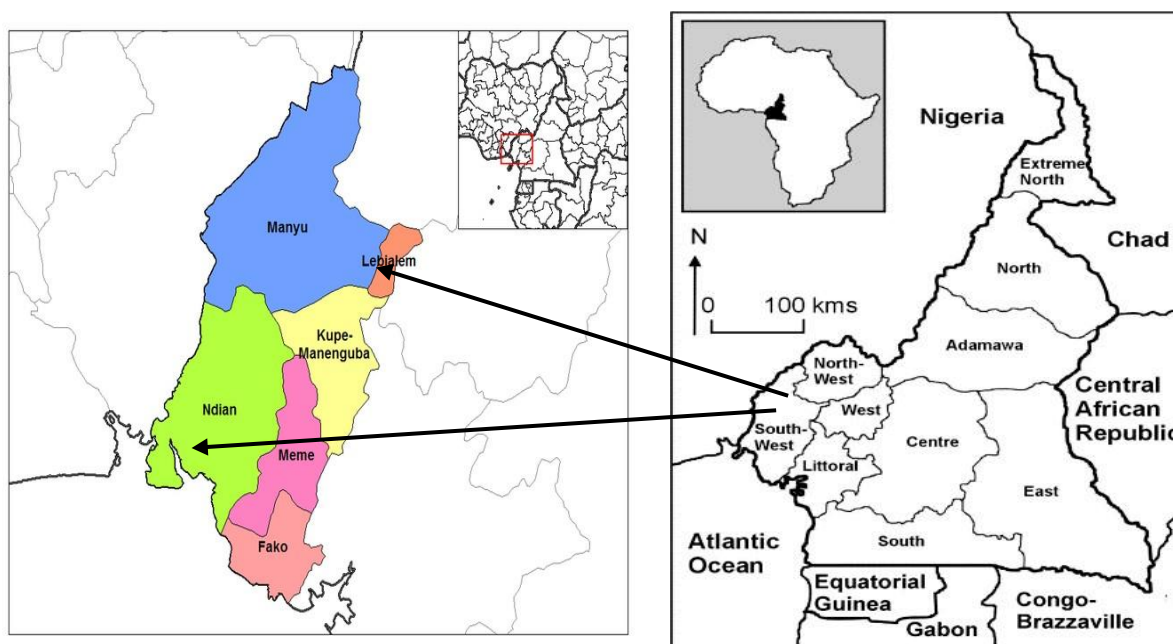 Manyu
Lebialem
Kupe-
Manenguba
Ndian
Meme
Fako
Nigeria
Extreme
North
Chad
N
0 100 kms
North
Adamawa
North-
West
Central
African
Republic
West
South-
West
Centre
Littoral
East
Atlantic
Ocean
South
Equatorial
Guinea
Congo-
Brazzaville
Gabon